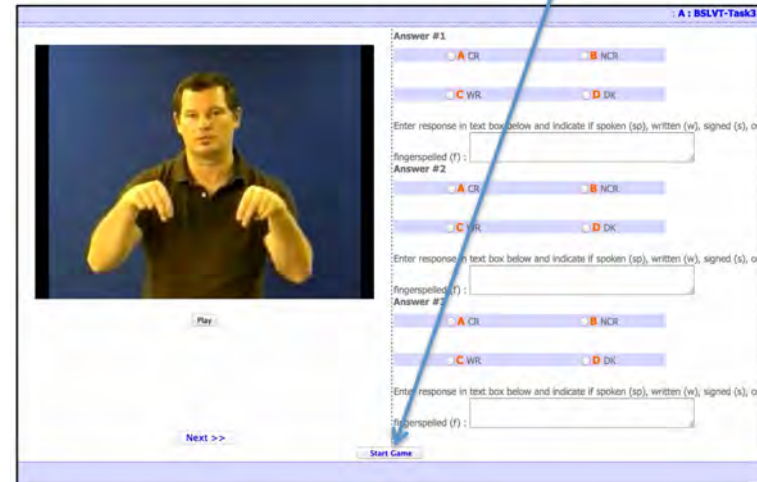 : A : BSLVT-Task3
Answer #1
A CR B NCR
C WR D DK
Enter response in text box below and indicate if spoken (sp), written (w), signed (s), o
fingerspelled (f) :
Answer #2
A CR B NCR
C WR D DK
Enter response in text box below and indicate if spoken (sp), written (w), signed (s), o
fingerspelled (f) :
Answer #3
A CR B NCR
C WR D DK
Enter response in text box below and indicate if spoken (sp), written (w), signed (s), o
fingerspelled (f) :
Play
Next >>
Start Game